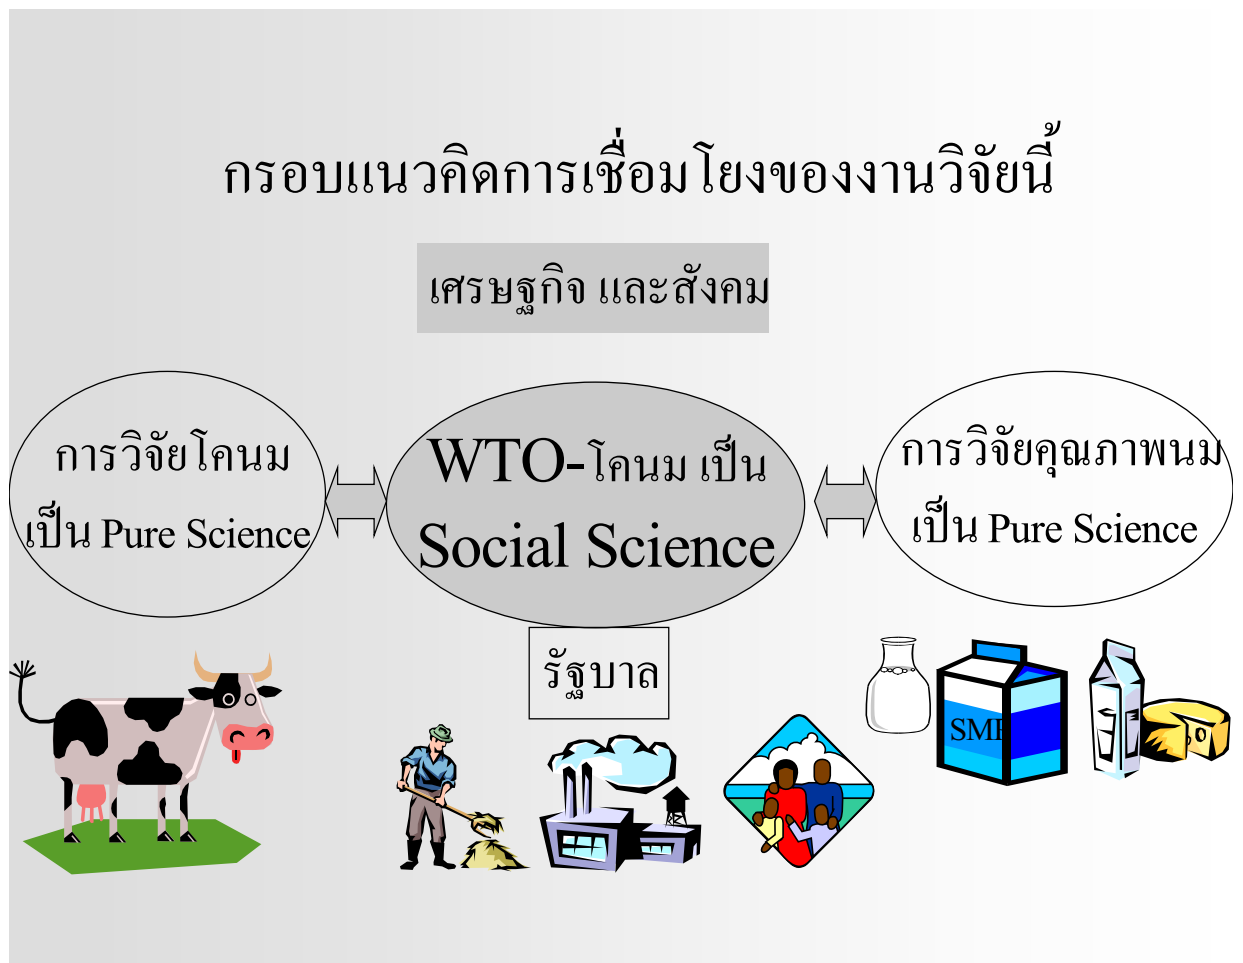 กรอบแนวคิดการเชื่อมโยงของงานวิจัยนี้
เศรษฐกิจ และสังคม
การวิจัยโคนม
เป็น Pure Science
WTO-โคนม เป็น
Social Science
การวิจัยคุณภาพนม
เป็น Pure Science
รัฐบาล
SMP